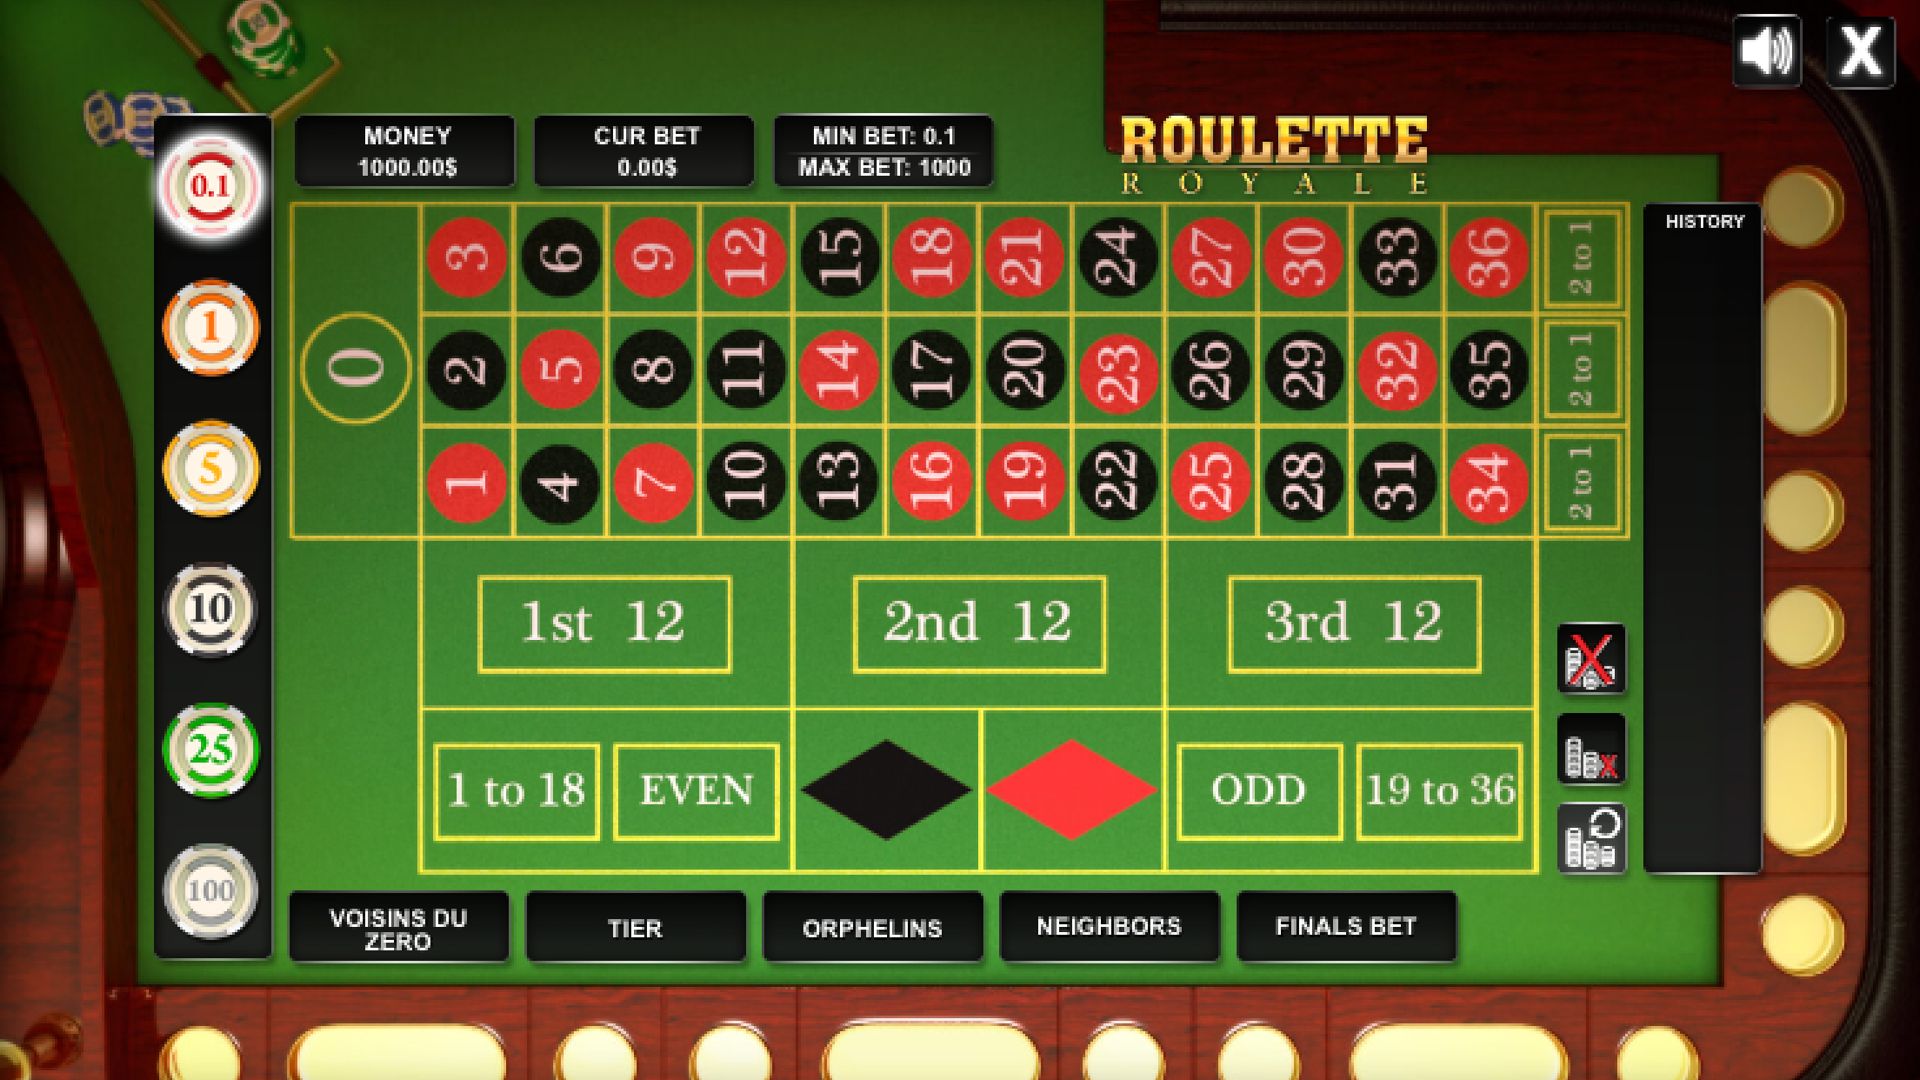 MONEY
1000.00$
CUR BET
0.00$
MIN BET: 0.1
MAX BET: 1000
ROULETTE
ROYALE
HISTORY
0.1
1
5
10
25
100
0
3 6 9 12 15 18 21 24 27 30 33 36 2 to 1
2 5 8 11 14 17 20 23 26 29 32 35 2 to 1
1 4 7 10 13 16 19 22 25 28 31 34 2 to 1
1st 12 2nd 12 3rd 12
1 to 18 EVEN ODD 19 to 36
VOISINS DU
ZERO
TIER
ORPHELINS
NEIGHBORS
FINALS BET
X